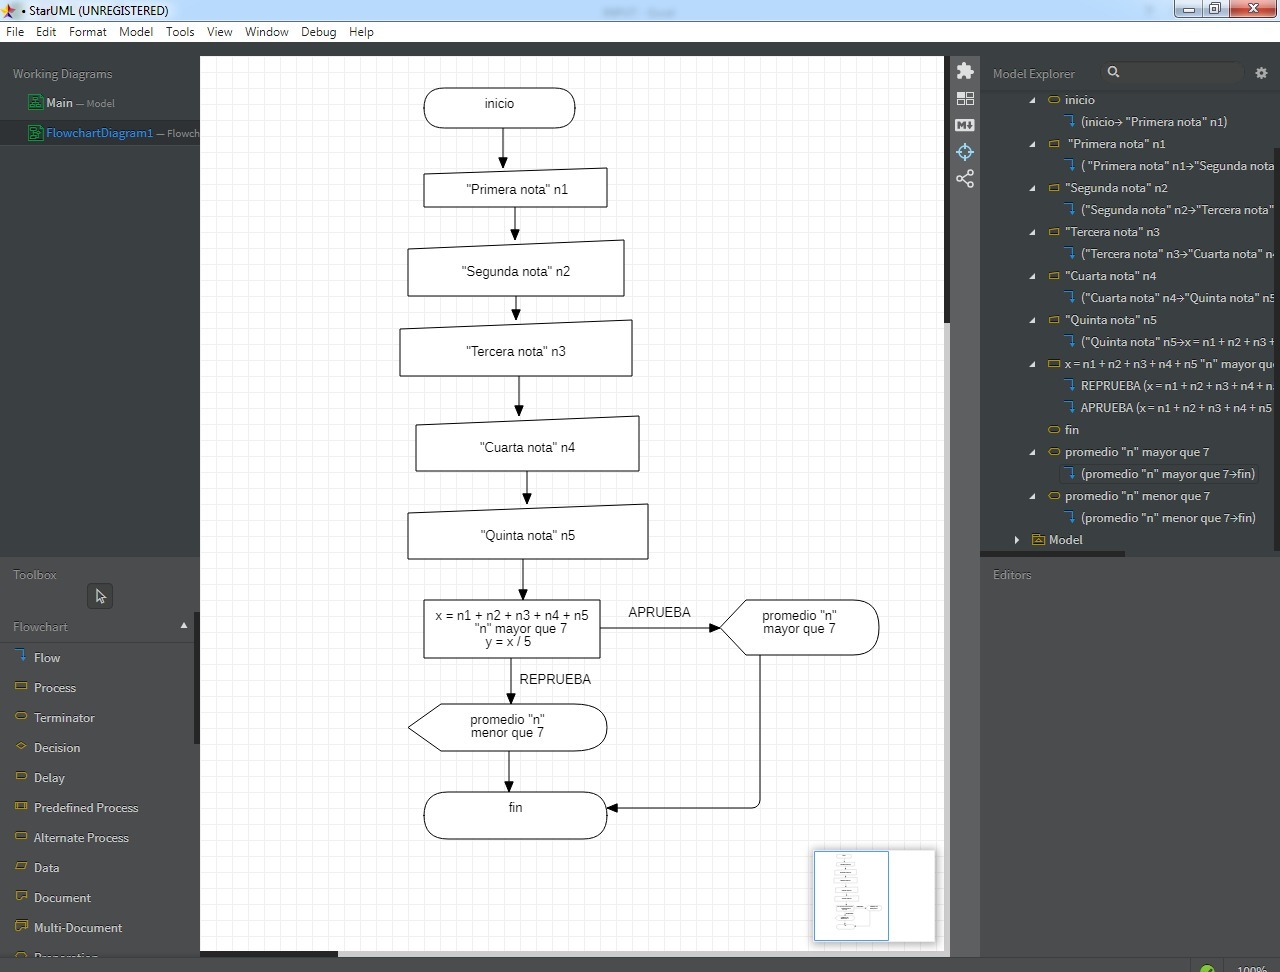 • StarUML (UNREGISTERED)
File Edit Format Model Tools View Window Debug Help
Working Diagrams
Main — Model
FlowchartDiagram1 — Flowch
Toolbox
Flowchart
Flow
Process
Terminator
Decision
Delay
Predefined Process
Alternate Process
Data
Document
Multi-Document
Preparation
inicio
"Primera nota" n1
"Segunda nota" n2
"Tercera nota" n3
"Cuarta nota" n4
"Quinta nota" n5
x = n1 + n2 + n3 + n4 + n5
"n" mayor que 7
y = x / 5
APRUEBA
promedio "n"
mayor que 7
REPRUEBA
promedio "n"
menor que 7
fin
Model Explorer
inicio
(inicio→ "Primera nota" n1)
"Primera nota" n1
( "Primera nota" n1→"Segunda nota
"Segunda nota" n2
("Segunda nota" n2→"Tercera nota"
"Tercera nota" n3
("Tercera nota" n3→"Cuarta nota" n4
"Cuarta nota" n4
("Cuarta nota" n4→"Quinta nota" n5
"Quinta nota" n5
("Quinta nota" n5→x = n1 + n2 + n3 +
x = n1 + n2 + n3 + n4 + n5 "n" mayor que
REPRUEBA (x = n1 + n2 + n3 + n4 + n
APRUEBA (x = n1 + n2 + n3 + n4 + n5
fin
promedio "n" mayor que 7
(promedio "n" mayor que 7→fin)
promedio "n" menor que 7
(promedio "n" menor que 7→fin)
Model
Editors
100%